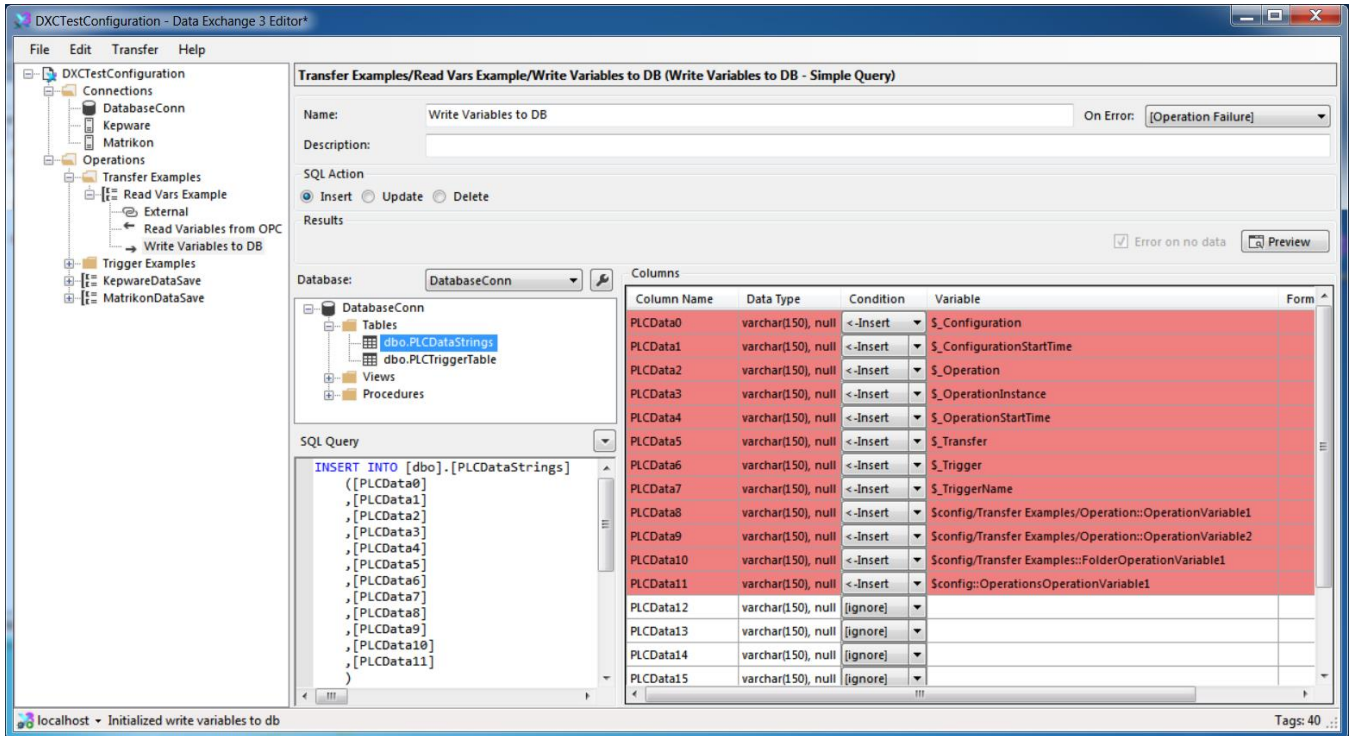 DXCTestConfiguration - Data Exchange 3 Editor*
File Edit Transfer Help
DXCTestConfiguration
Connections
DatabaseConn
Kepware
Matrikon
Operations
Transfer Examples
Read Vars Example
External
Read Variables from OPC
Write Variables to DB
Trigger Examples
KepwareDataSave
MatrikonDataSave
Transfer Examples/Read Vars Example/Write Variables to DB (Write Variables to DB - Simple Query)
Name: Write Variables to DB On Error: [Operation Failure]
Description:
SQL Action
Insert Update Delete
Results
Error on no data Preview
Database: DatabaseConn
DatabaseConn
Tables
dbo.PLCDataStrings
dbo.PLCTriggerTable
Views
Procedures
SQL Query
INSERT INTO [dbo].[PLCDataStrings]
([PLCData0]
,[PLCData1]
,[PLCData2]
,[PLCData3]
,[PLCData4]
,[PLCData5]
,[PLCData6]
,[PLCData7]
,[PLCData8]
,[PLCData9]
,[PLCData10]
,[PLCData11]
)
Columns
Column Name Data Type Condition Variable Form
PLCData0 varchar(150), null <-Insert $_Configuration
PLCData1 varchar(150), null <-Insert $_ConfigurationStartTime
PLCData2 varchar(150), null <-Insert $_Operation
PLCData3 varchar(150), null <-Insert $_OperationInstance
PLCData4 varchar(150), null <-Insert $_OperationStartTime
PLCData5 varchar(150), null <-Insert $_Transfer
PLCData6 varchar(150), null <-Insert $_Trigger
PLCData7 varchar(150), null <-Insert $_TriggerName
PLCData8 varchar(150), null <-Insert $config/Transfer Examples/Operation::OperationVariable1
PLCData9 varchar(150), null <-Insert $config/Transfer Examples/Operation::OperationVariable2
PLCData10 varchar(150), null <-Insert $config/Transfer Examples::FolderOperationVariable1
PLCData11 varchar(150), null <-Insert $config::OperationsOperationVariable1
PLCData12 varchar(150), null [ignore]
PLCData13 varchar(150), null [ignore]
PLCData14 varchar(150), null [ignore]
PLCData15 varchar(150), null [ignore]
localhost Initialized write variables to db Tags: 40